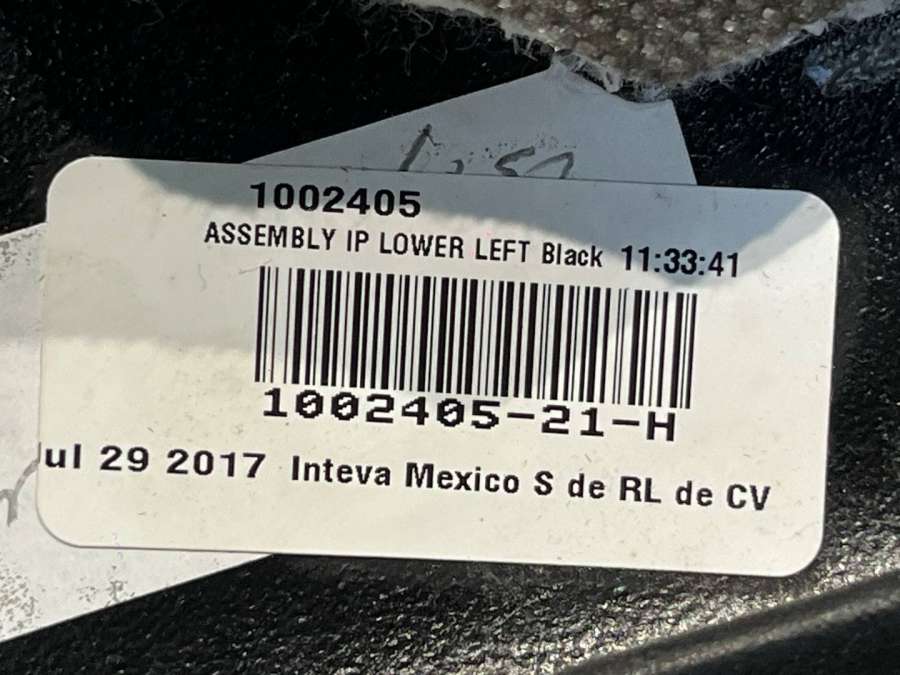 1002405
ASSEMBLY IP LOWER LEFT Black 11:33:41
1002405-21-H
Jul 29 2017 Inteva Mexico S de RL de CV